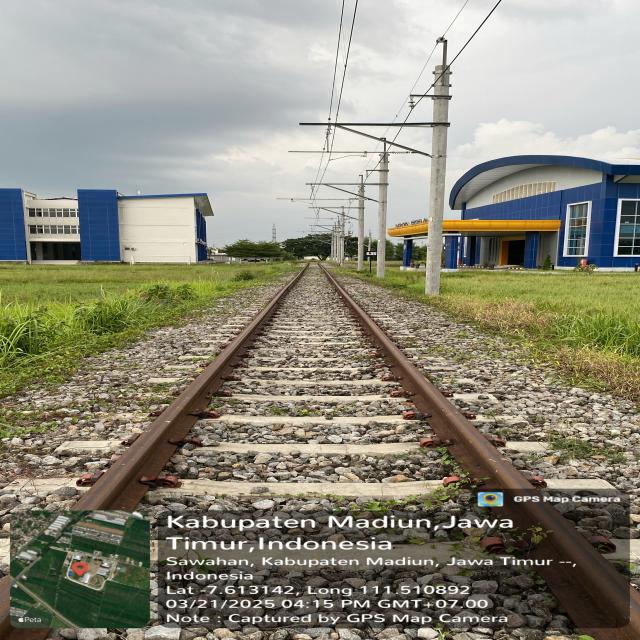 GPS Map Camera
Kabupaten Madiun,Jawa
Timur,Indonesia
Sawahan, Kabupaten Madiun, Jawa Timur --,
Indonesia
Lat -7.613142, Long 111.510892
03/21/2025 04:15 PM GMT+07.00
Note : Captured by GPS Map Camera
Peta